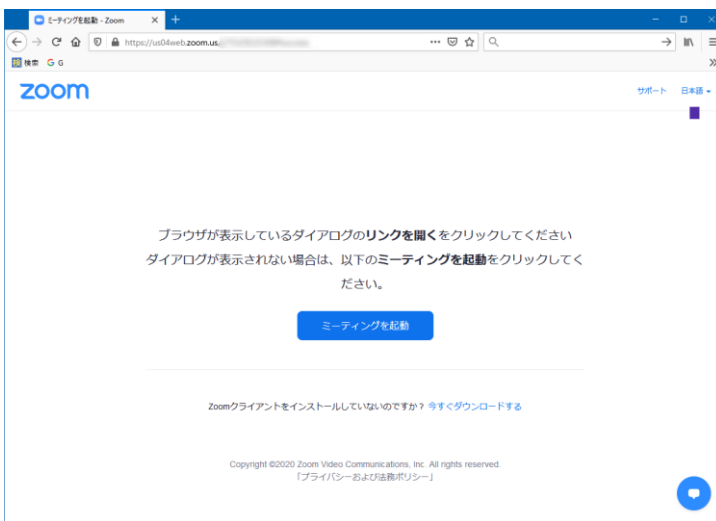 ミーティングを起動 - Zoom
https://us04web.zoom.us
検索 G G
zoom
サポート 日本語
ブラウザが表示しているダイアログのリンクを開くをクリックしてください
ダイアログが表示されない場合は、以下のミーティングを起動をクリックしてく
ださい。
ミーティングを起動
Zoomクライアントをインストールしていないのですか？ 今すぐダウンロードする
Copyright ©2020 Zoom Video Communications, Inc. All rights reserved.
「プライバシーおよび法務ポリシー」